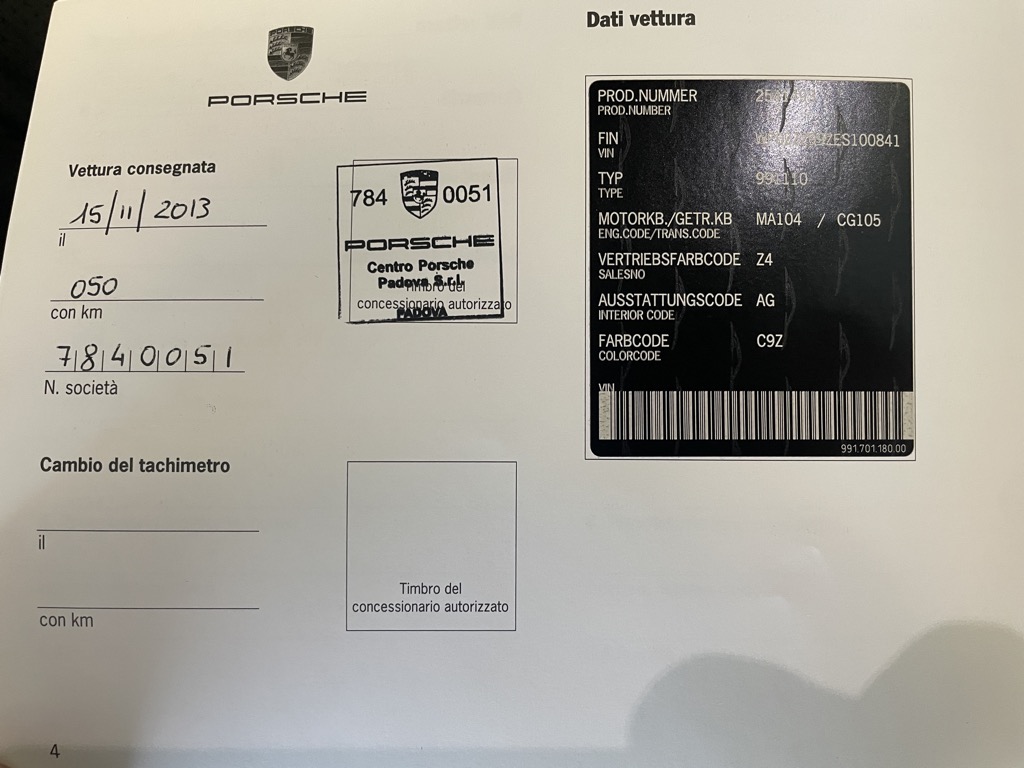 PORSCHE
Vettura consegnata
15/11/2013
il
050
con km
7840051
N. società
784 0051
PORSCHE
Centro Porsche
Padova S.r.l.
Timbro del
concessionario autorizzato
PADOVA
Cambio del tachimetro
il
con km
Timbro del
concessionario autorizzato
4
Dati vettura
PROD.NUMMER
PROD.NUMBER
FIN
VIN
TYP 991110
TYPE
MOTORKB./GETR.KB MA104 / CG105
ENG.CODE/TRANS.CODE
VERTRIEBSFARBCODE Z4
SALESNO
AUSSTATTUNGSCODE AG
INTERIOR CODE
FARBCODE C9Z
COLORCODE
VIN
991.701.180.00